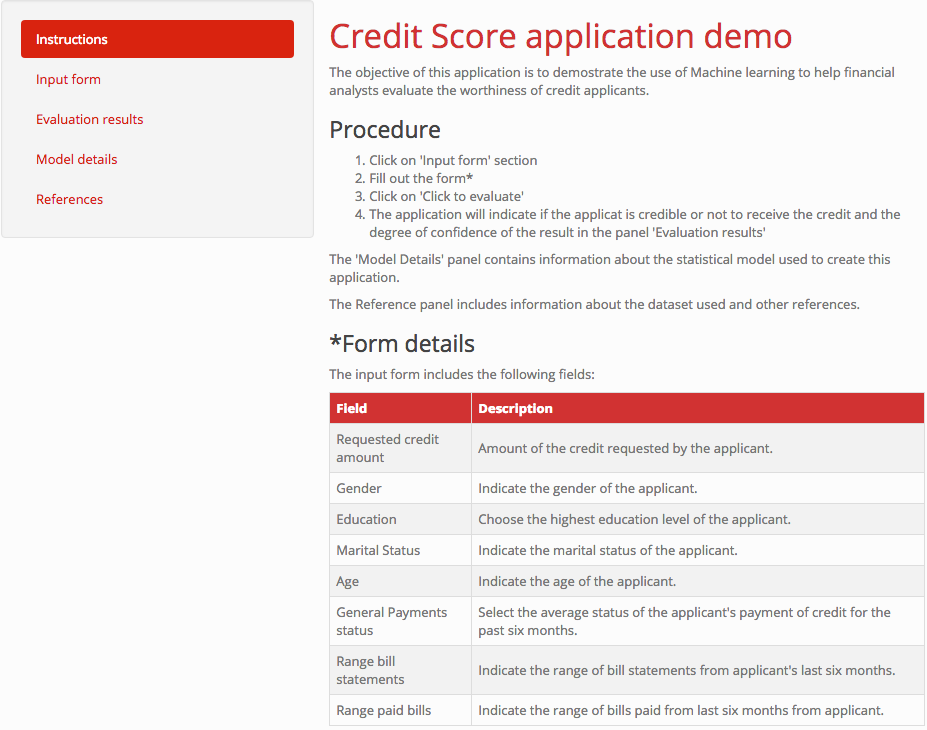 Instructions
Input form
Evaluation results
Model details
References
Credit Score application demo
The objective of this application is to demostrate the use of Machine learning to help financial
analysts evaluate the worthiness of credit applicants.
Procedure
1. Click on 'Input form' section
2. Fill out the form*
3. Click on 'Click to evaluate'
4. The application will indicate if the applicat is credible or not to receive the credit and the
degree of confidence of the result in the panel 'Evaluation results'
The 'Model Details' panel contains information about the statistical model used to create this
application.
The Reference panel includes information about the dataset used and other references.
*Form details
The input form includes the following fields:
Field Description
Requested credit
amount
Amount of the credit requested by the applicant.
Gender Indicate the gender of the applicant.
Education Choose the highest education level of the applicant.
Marital Status Indicate the marital status of the applicant.
Age Indicate the age of the applicant.
General Payments
status
Select the average status of the applicant's payment of credit for the
past six months.
Range bill
statements
Indicate the range of bill statements from applicant's last six months.
Range paid bills Indicate the range of bills paid from last six months from applicant.